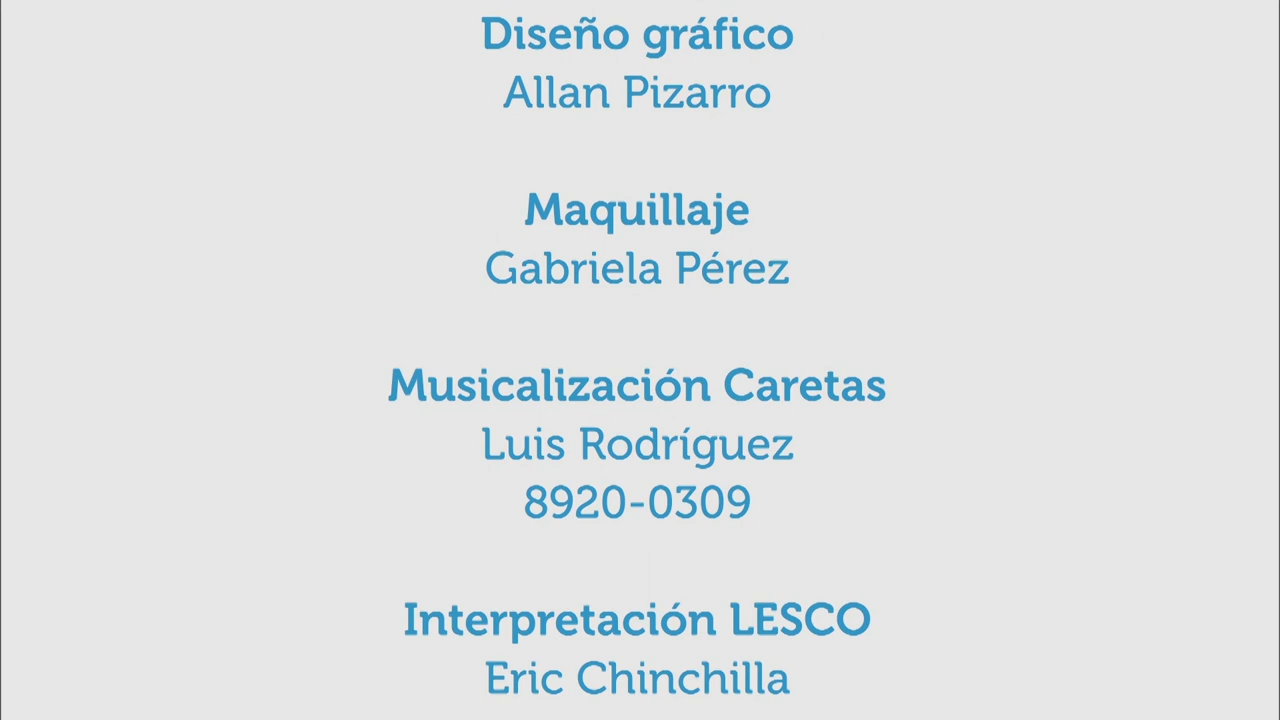 Diseño gráfico
Allan Pizarro
Maquillaje
Gabriela Pérez
Musicalización Caretas
Luis Rodríguez
8920-0309
Interpretación LESCO
Eric Chinchilla